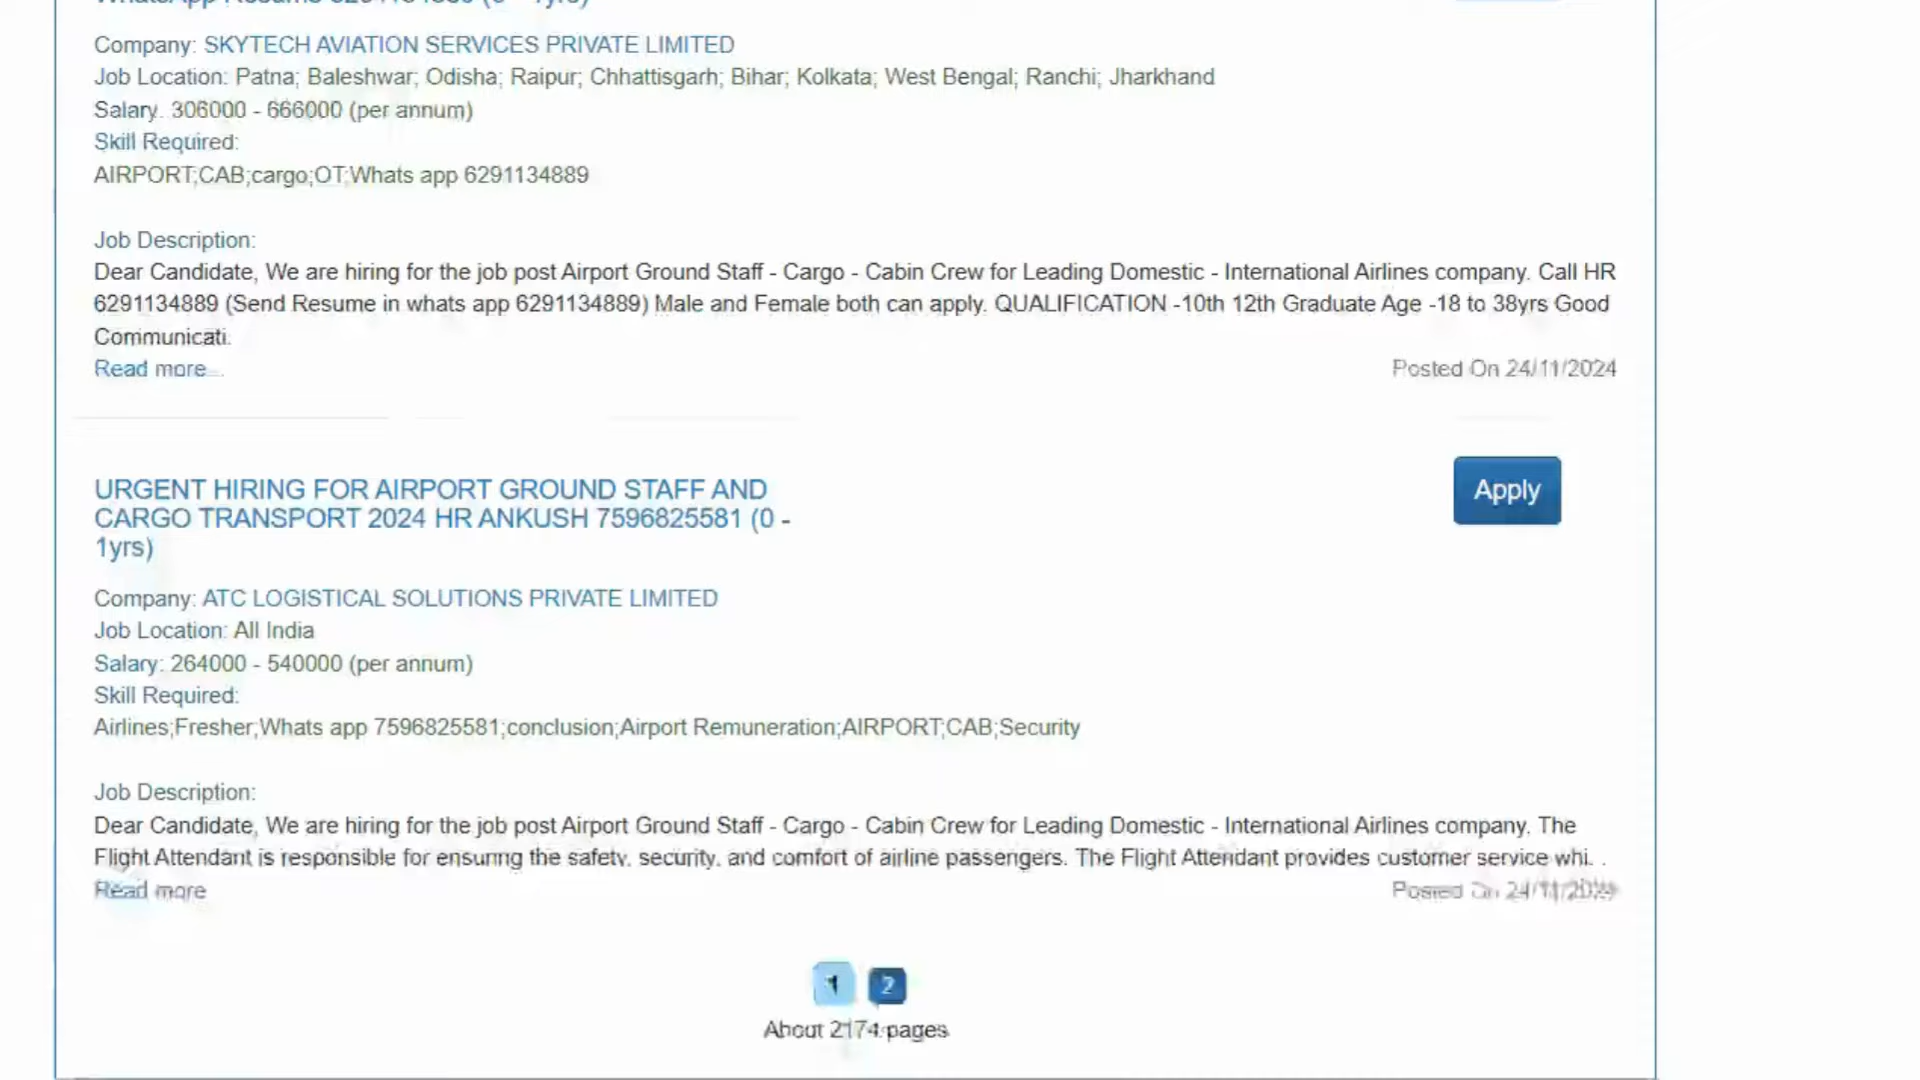 WhatsApp Resume
Company: SKYTECH AVIATION SERVICES PRIVATE LIMITED
Job Location: Patna; Baleshwar; Odisha; Raipur; Chhattisgarh; Bihar; Kolkata; West Bengal; Ranchi; Jharkhand
Salary. 306000 - 666000 (per annum)
Skill Required:
AIRPORT;CAB;cargo;OT;Whats app 6291134889
Job Description:
Dear Candidate, We are hiring for the job post Airport Ground Staff - Cargo - Cabin Crew for Leading Domestic - International Airlines company. Call HR
6291134889 (Send Resume in whats app 6291134889) Male and Female both can apply. QUALIFICATION -10th 12th Graduate Age -18 to 38yrs Good
Communicati.
Read more...
Posted On 24/11/2024
URGENT HIRING FOR AIRPORT GROUND STAFF AND
Apply
CARGO TRANSPORT 2024 HR ANKUSH 7596825581 (0 -
1yrs)
Company: ATC LOGISTICAL SOLUTIONS PRIVATE LIMITED
Job Location: All India
Salary: 264000 - 540000 (per annum)
Skill Required:
Airlines;Fresher;Whats app 7596825581;conclusion;Airport Remuneration;AIRPORT;CAB;Security
Job Description:
Dear Candidate, We are hiring for the job post Airport Ground Staff - Cargo - Cabin Crew for Leading Domestic - International Airlines company. The
Flight Attendant is responsible for ensuring the safety, security, and comfort of airline passengers. The Flight Attendant provides customer service whi. .
Read more
Posted On
1 2
About 2174 pages